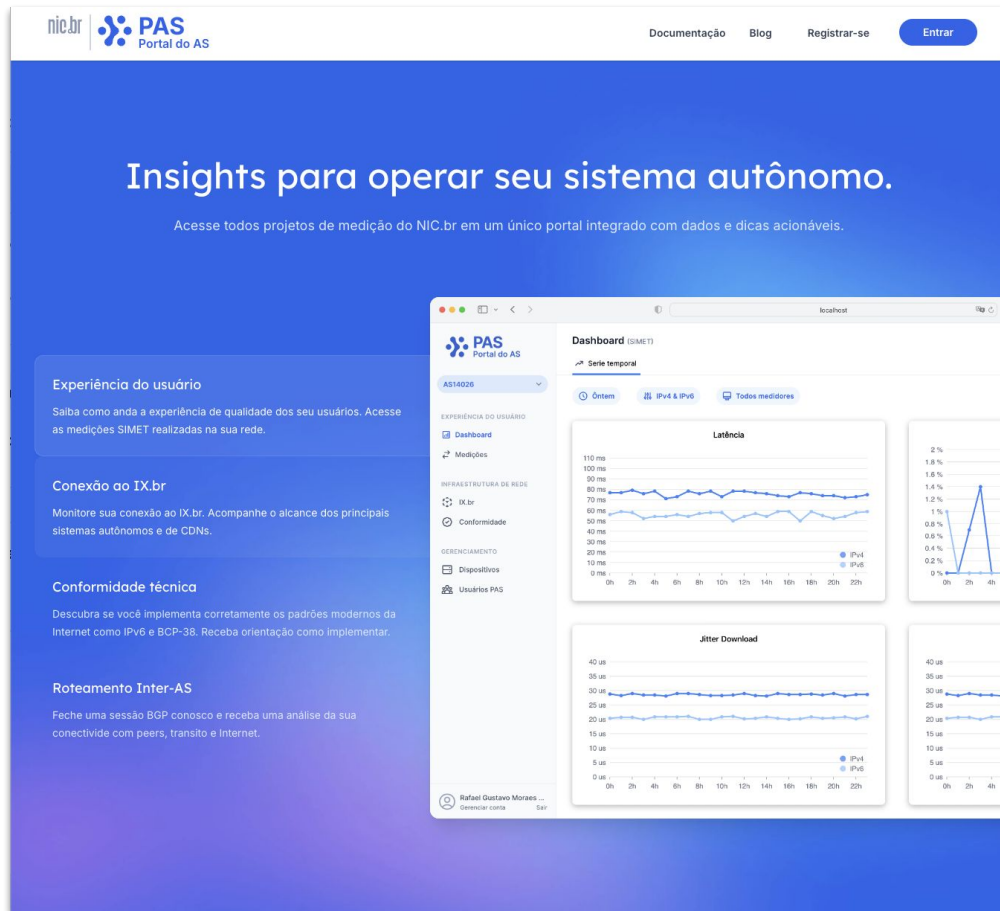 nic.br
PAS
Portal do AS
Documentação
Blog
Registrar-se
Entrar
Insights para operar seu sistema autônomo.
Acesse todos projetos de medição do NIC.br em um único portal integrado com dados e dicas acionáveis.
Experiência do usuário
Saiba como anda a experiência de qualidade dos seu usuários. Acesse
as medições SIMET realizadas na sua rede.
Conexão ao IX.br
Monitore sua conexão ao IX.br. Acompanhe o alcance dos principais
sistemas autônomos e de CDNs.
Conformidade técnica
Descubra se você implementa corretamente os padrões modernos da
Internet como IPv6 e BCP-38. Receba orientação como implementar.
Roteamento Inter-AS
Feche uma sessão BGP conosco e receba uma análise da sua
conectivide com peers, transito e Internet.
localhost
PAS
Portal do AS
AS14026
EXPERIÊNCIA DO USUÁRIO
Dashboard
Medições
INFRAESTRUTURA DE REDE
IX.br
Conformidade
GERENCIAMENTO
Dispositivos
Usuários PAS
Rafael Gustavo Moraes ...
Gerenciar conta
Sair
Dashboard (SIMET)
Serie temporal
Öntem
IPv4 & IPv6
Todos medidores
Latência
110 ms
100 ms
90 ms
80 ms
70 ms
60 ms
50 ms
40 ms
30 ms
20 ms
10 ms
0 ms
0h 2h 4h 6h 8h 10h 12h 14h 16h 18h 20h 22h
IPv4
IPv6
2 %
1.8 %
1.6 %
1.4 %
1.2 %
1 %
0.8 %
0.6 %
0.4 %
0.2 %
0 %
0h 2h 4h
Jitter Download
40 us
35 us
30 us
25 us
20 us
15 us
10 us
5 us
0 us
0h 2h 4h 6h 8h 10h 12h 14h 16h 18h 20h 22h
IPv4
IPv6
40 us
35 us
30 us
25 us
20 us
15 us
10 us
5 us
0 us
0h 2h 4h